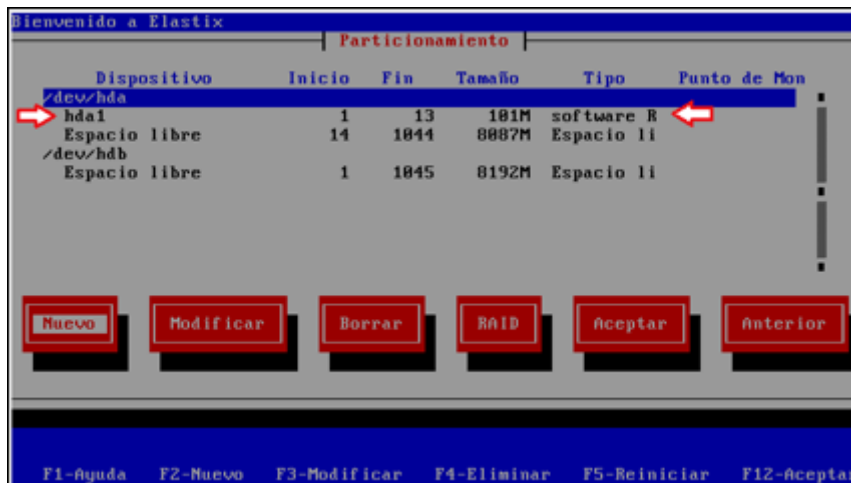 Bienvenido a Elastix
Particionamiento
Dispositivo Inicio Fin Tamaño Tipo Punto de Mon
/dev/hda
hda1 1 13 101M software R
Espacio libre 14 1044 8087M Espacio li
/dev/hdb
Espacio libre 1 1045 8192M Espacio li
Nuevo Modificar Borrar RAID Aceptar Anterior
F1-Ayuda F2-Nuevo F3-Modificar F4-Eliminar F5-Reiniciar F12-Aceptar